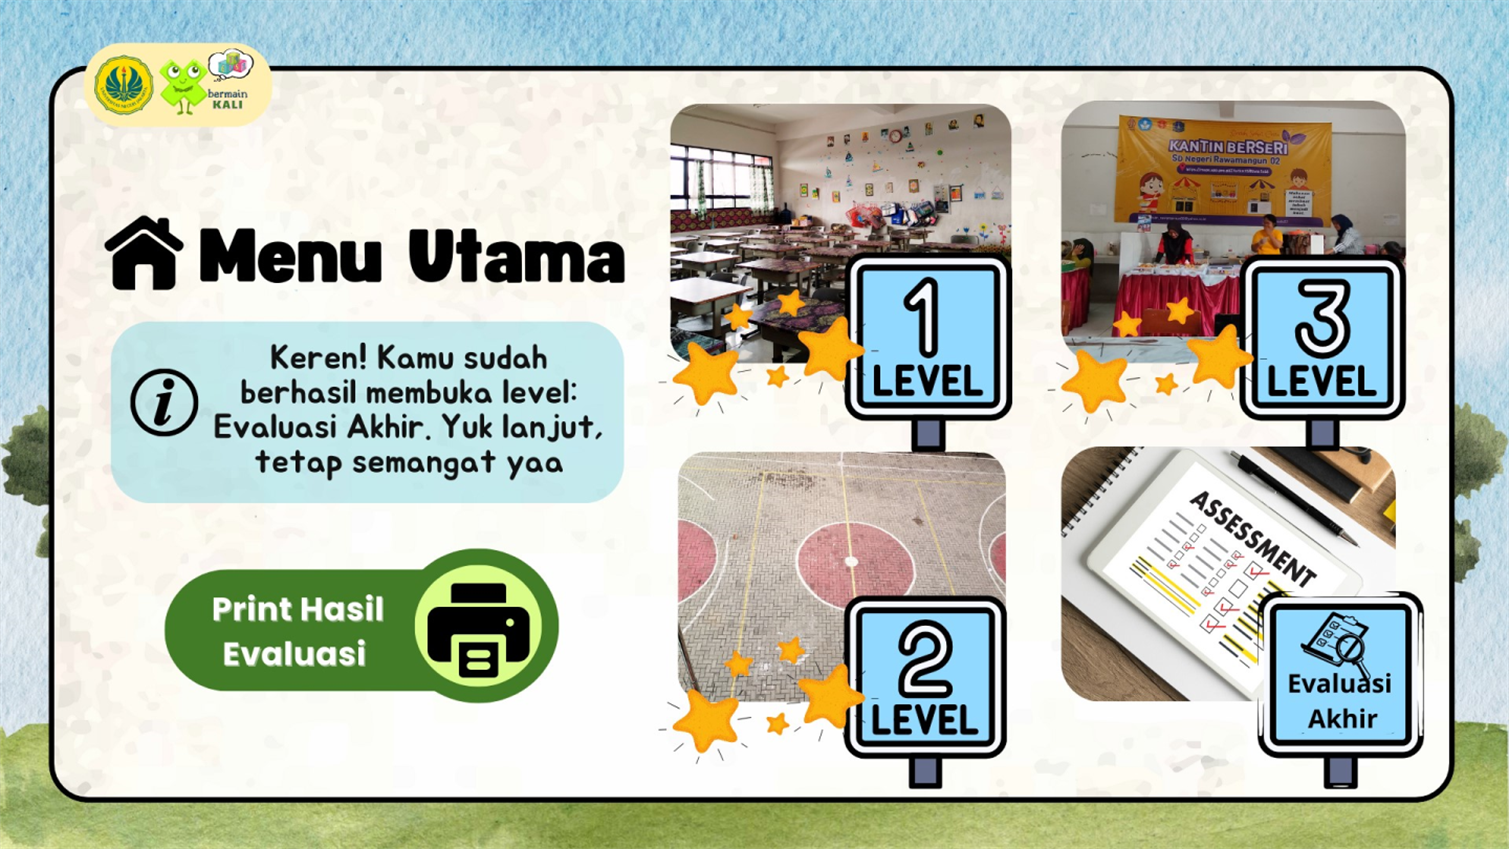 bermain
KALI
Menu Utama
Keren! Kamu sudah
berhasil membuka level:
Evaluasi Akhir. Yuk lanjut,
tetap semangat yaa
Print Hasil
Evaluasi
1
LEVEL
KANTIN BERSERI
SD Negeri Rawamangun 02
3
LEVEL
2
LEVEL
ASSESSMENT
Evaluasi
Akhir